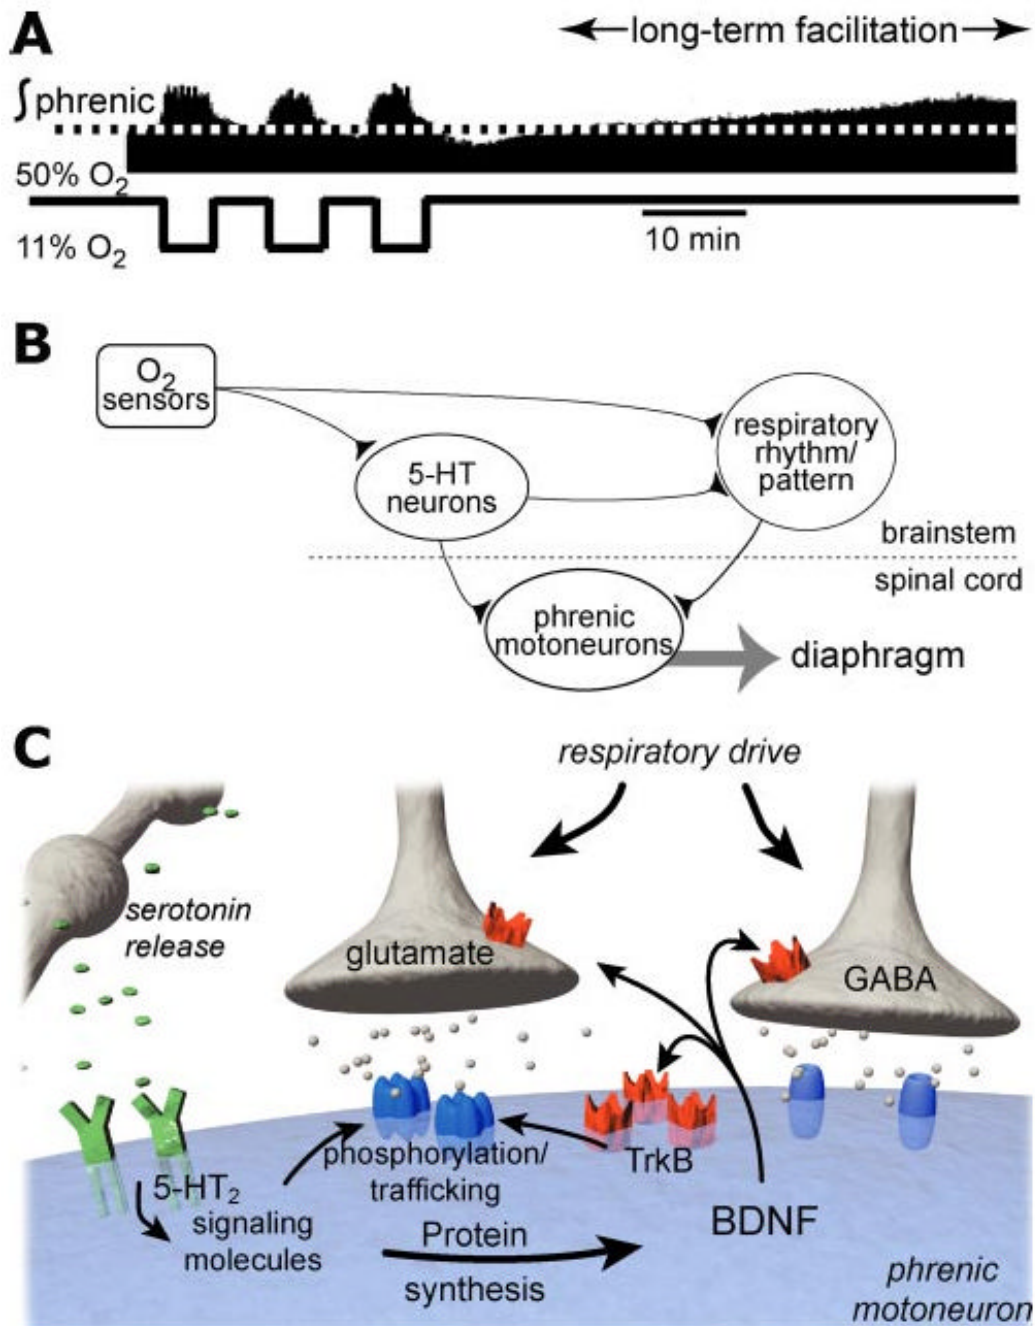 A
long-term facilitation
∫phrenic
50% O₂
11% O₂
10 min
B
O₂
sensors
respiratory
rhythm/
pattern
5-HT
neurons
brainstem
spinal cord
phrenic
motoneurons
diaphragm
C
respiratory drive
serotonin
release
glutamate
GABA
phosphorylation/
trafficking
TrkB
5-HT₂
signaling
molecules
Protein
synthesis
BDNF
phrenic
motoneuron